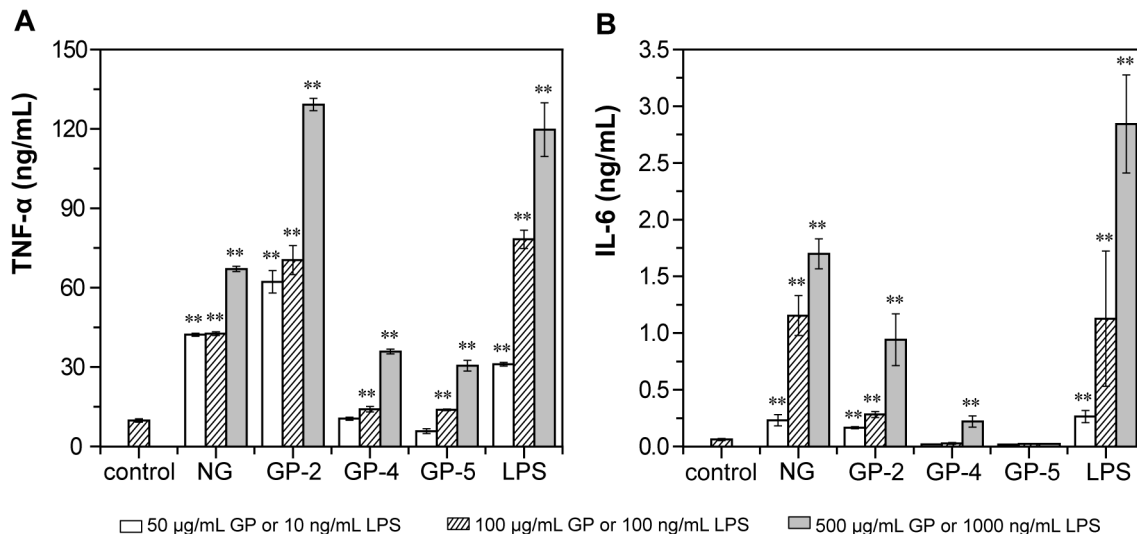 A
B
TNF-α (ng/mL)
150
120
90
60
30
0
**
**
**
**
**
**
**
**
**
**
**
**
**
control
NG
GP-2
GP-4
GP-5
LPS
IL-6 (ng/mL)
3.5
3.0
2.5
2.0
1.5
1.0
0.5
0.0
**
**
**
**
**
**
**
**
**
**
control
NG
GP-2
GP-4
GP-5
LPS
50 µg/mL GP or 10 ng/mL LPS
100 µg/mL GP or 100 ng/mL LPS
500 µg/mL GP or 1000 ng/mL LPS